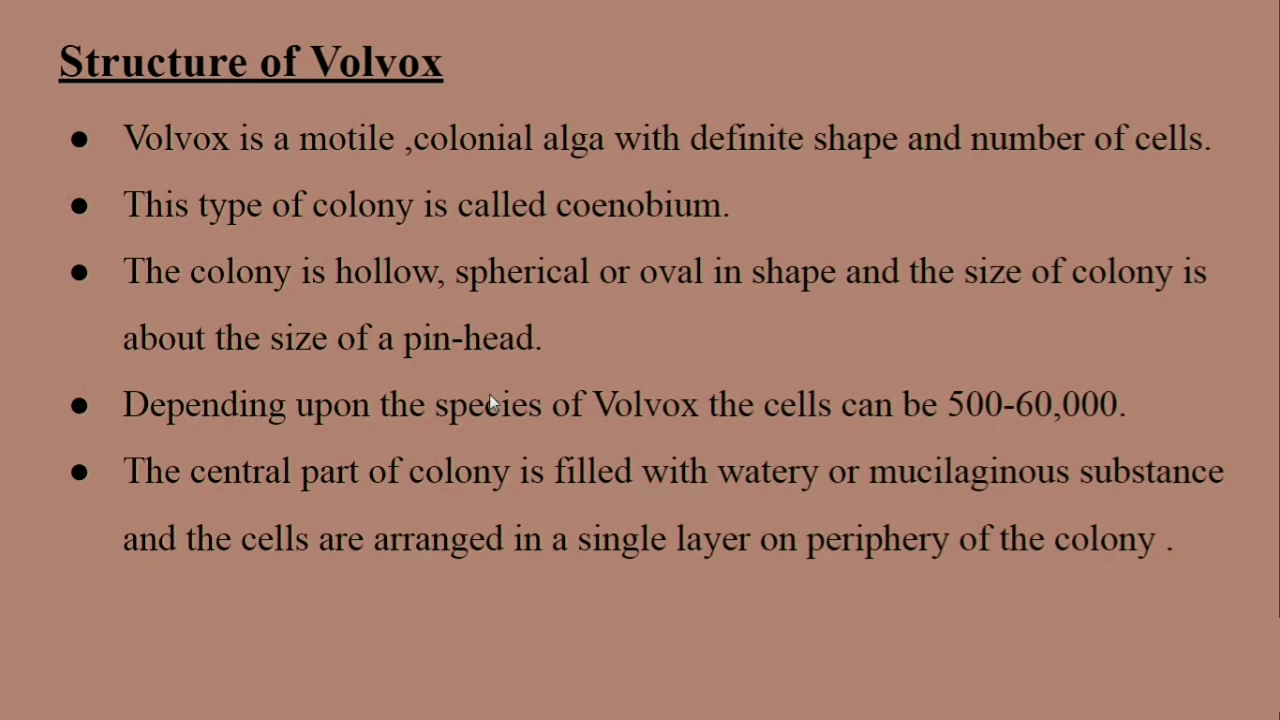 Structure of Volvox
● Volvox is a motile ,colonial alga with definite shape and number of cells.
● This type of colony is called coenobium.
● The colony is hollow, spherical or oval in shape and the size of colony is
about the size of a pin-head.
● Depending upon the species of Volvox the cells can be 500-60,000.
● The central part of colony is filled with watery or mucilaginous substance
and the cells are arranged in a single layer on periphery of the colony .